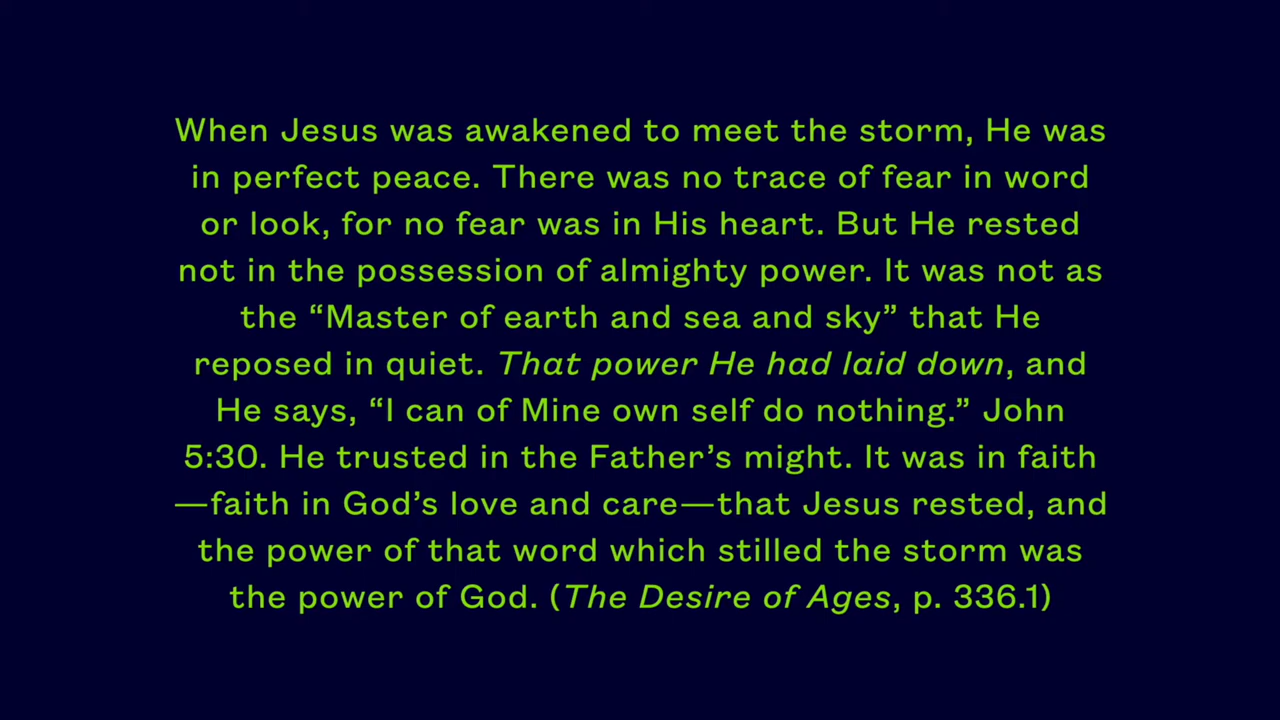 When Jesus was awakened to meet the storm, He was
in perfect peace. There was no trace of fear in word
or look, for no fear was in His heart. But He rested
not in the possession of almighty power. It was not as
the “Master of earth and sea and sky” that He
reposed in quiet. That power He had laid down, and
He says, “I can of Mine own self do nothing.” John
5:30. He trusted in the Father’s might. It was in faith
—faith in God’s love and care—that Jesus rested, and
the power of that word which stilled the storm was
the power of God. (The Desire of Ages, p. 336.1)